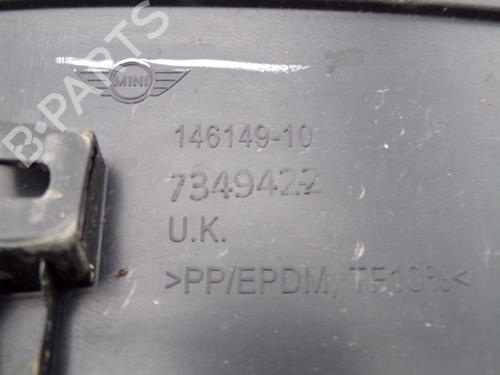 B-PARTS
MINI
146149-10
7349422
U.K.
>PP/EPDM, TF10%<